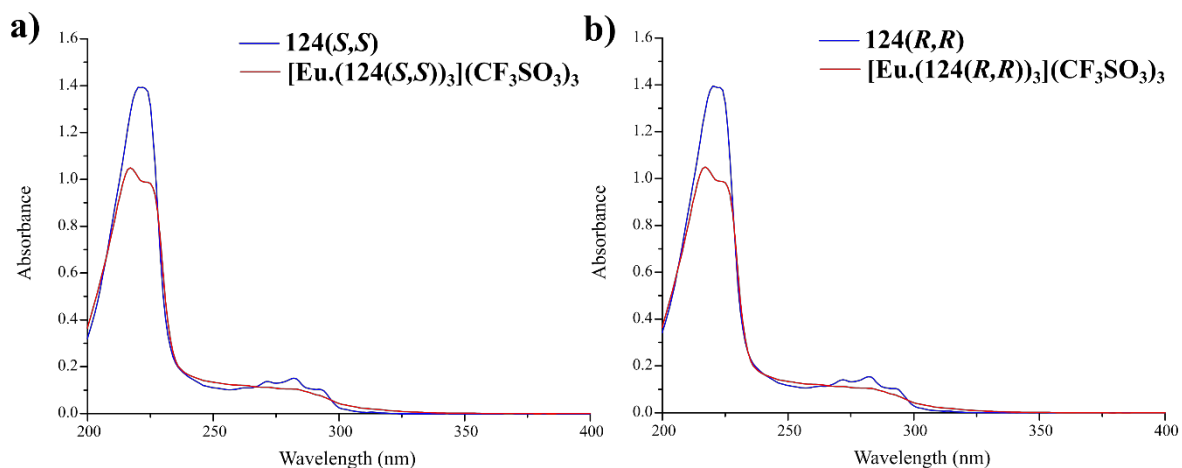 a)
124(S,S)
[Eu.(124(S,S))3](CF3SO3)3
1.6
1.4
1.2
1.0
0.8
0.6
0.4
0.2
0.0
Absorbance
200
250
300
350
400
Wavelength (nm)
b)
124(R,R)
[Eu.(124(R,R))3](CF3SO3)3
1.6
1.4
1.2
1.0
0.8
0.6
0.4
0.2
0.0
Absorbance
200
250
300
350
400
Wavelength (nm)